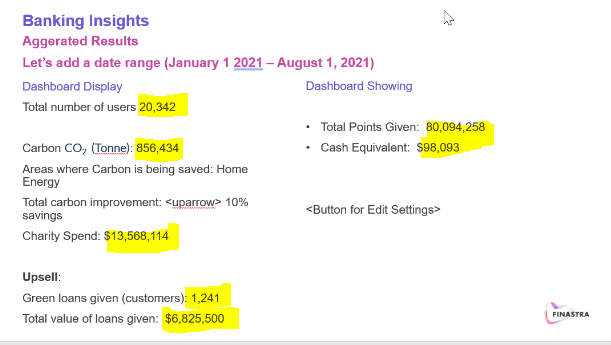 Banking Insights
Aggerated Results
Let's add a date range (January 1 2021 – August 1, 2021)
Dashboard Display
Total number of users 20,342
Carbon CO₂ (Tonne): 856,434
Areas where Carbon is being saved: Home
Energy
Total carbon improvement: <uparrow> 10%
savings
Charity Spend: $13,568,114
Upsell:
Green loans given (customers): 1,241
Total value of loans given: $6,825,500
Dashboard Showing
• Total Points Given: 80,094,258
• Cash Equivalent: $98,093
<Button for Edit Settings>
FINASTRA